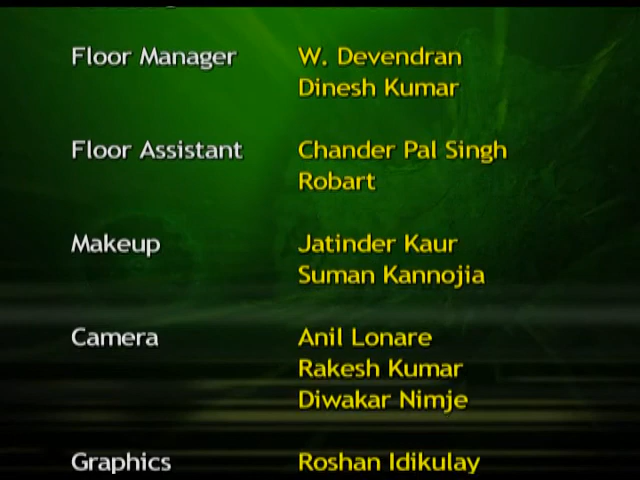 Floor Manager W. Devendran
Dinesh Kumar
Floor Assistant Chander Pal Singh
Robart
Makeup Jatinder Kaur
Suman Kannojia
Camera Anil Lonare
Rakesh Kumar
Diwakar Nimje
Graphics Roshan Idikulay